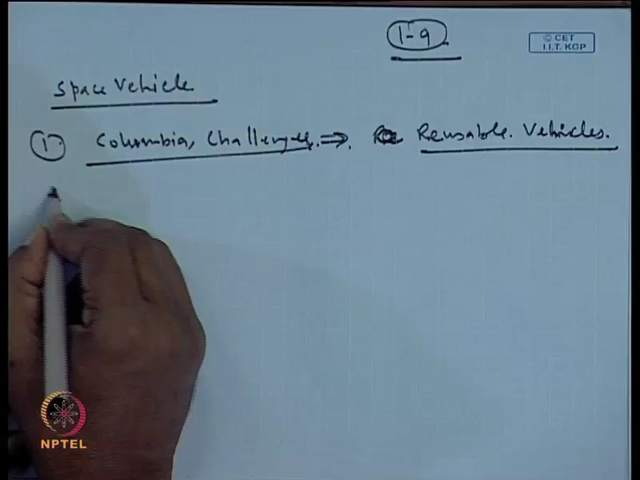 1-9
© CET
I.I.T. KGP
Space Vehicle
1 Columbia, Challenger. ⇒ Reusable. Vehicles.
NPTEL